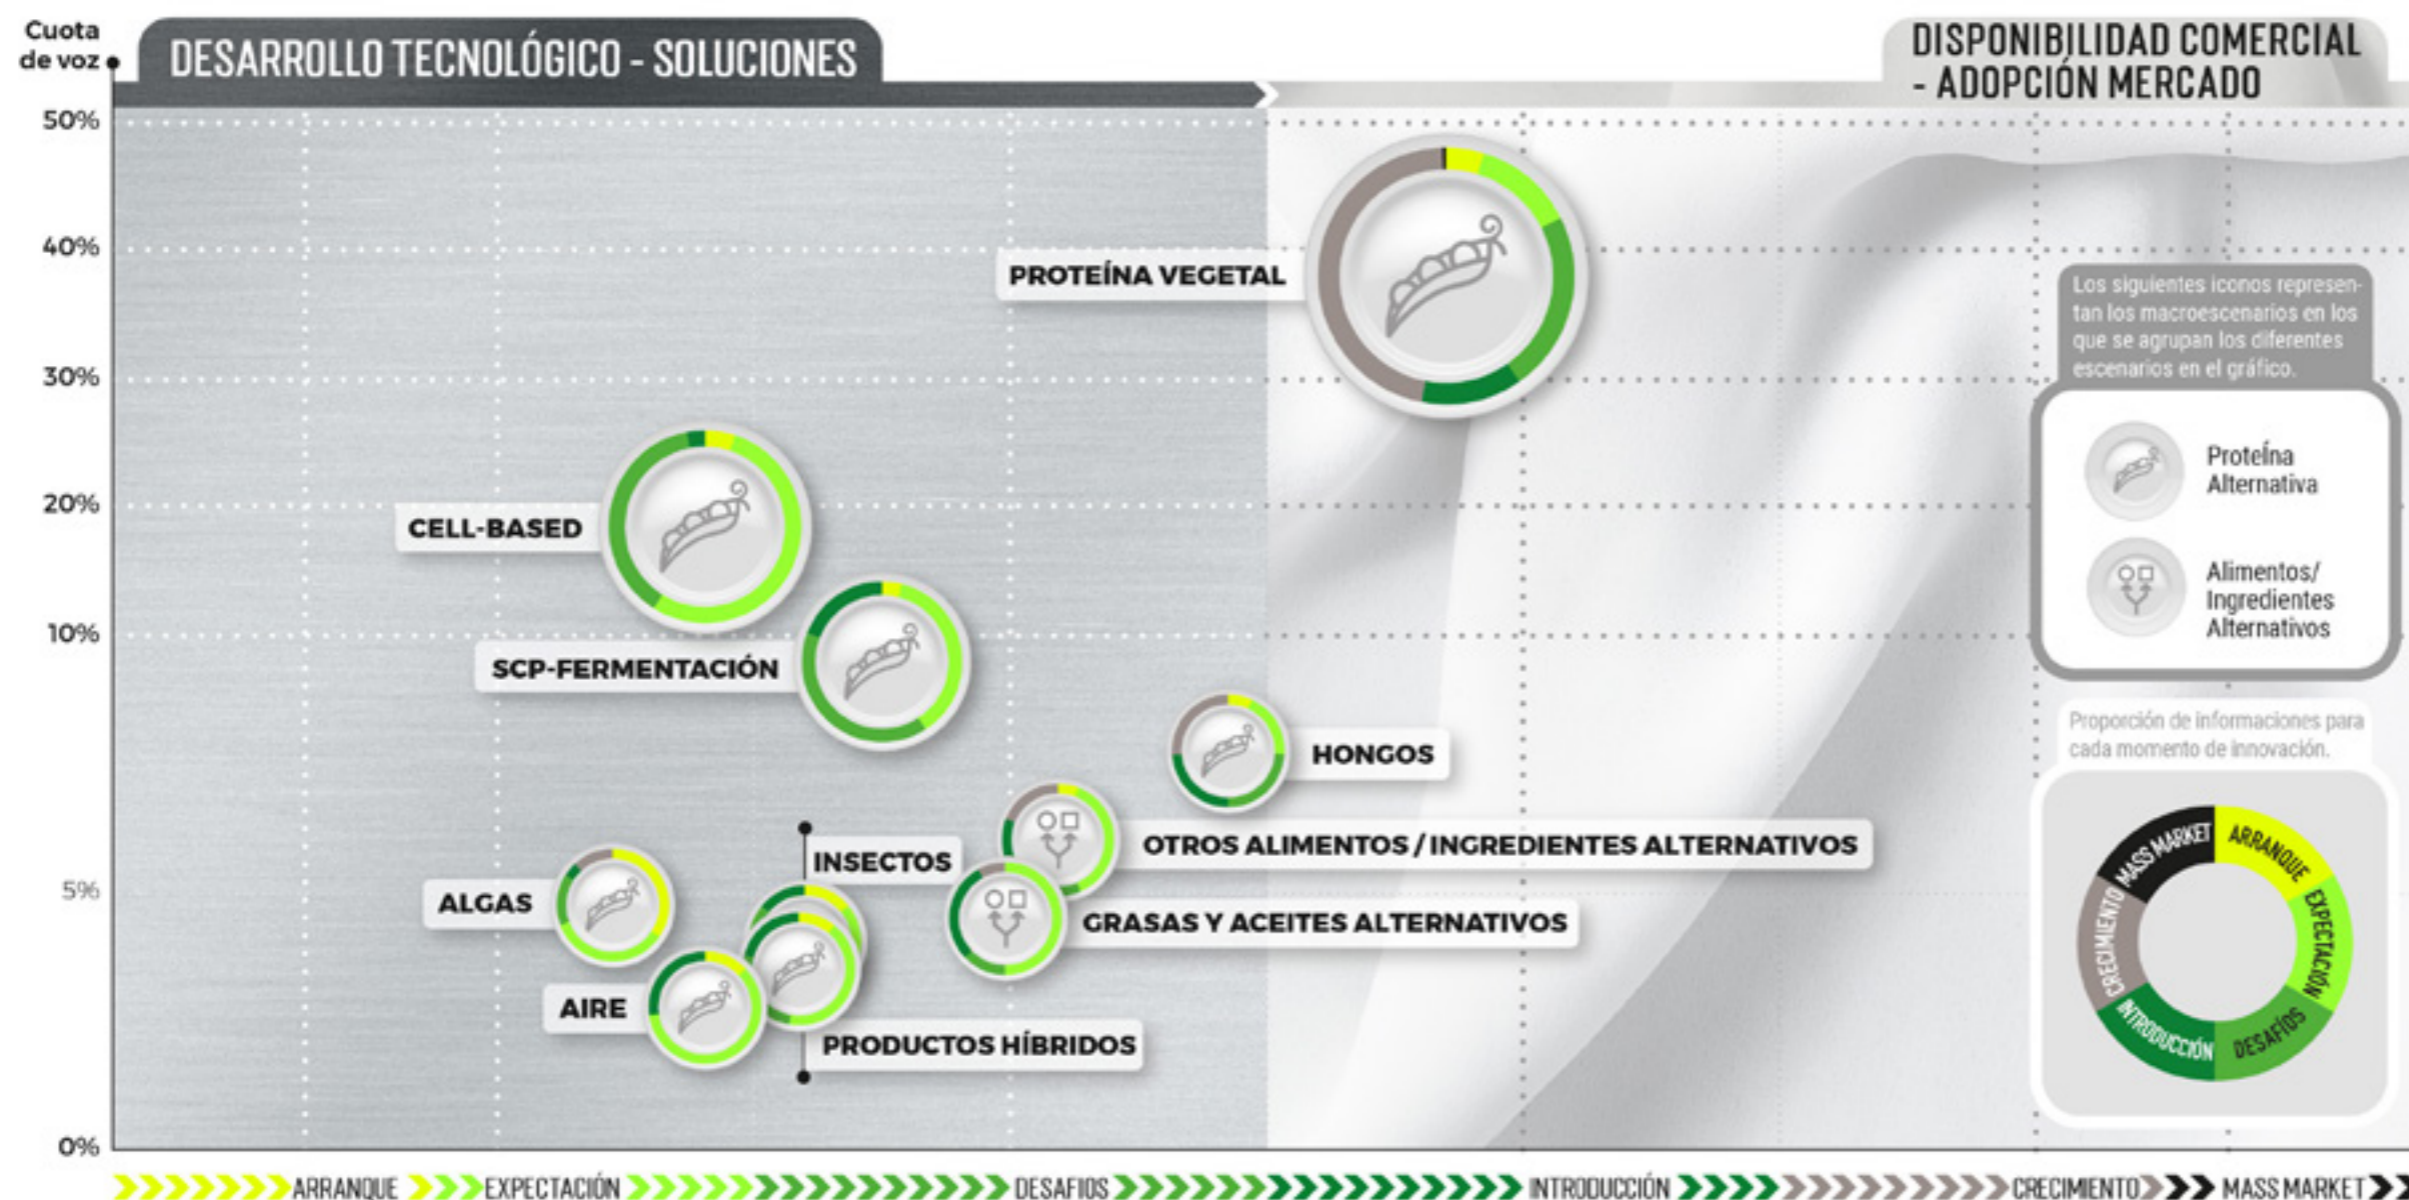 Cuota
de voz
DESARROLLO TECNOLÓGICO - SOLUCIONES
DISPONIBILIDAD COMERCIAL
- ADOPCIÓN MERCADO
50%
40%
30%
20%
10%
5%
0%
PROTEÍNA VEGETAL
CELL-BASED
SCP-FERMENTACIÓN
HONGOS
OTROS ALIMENTOS / INGREDIENTES ALTERNATIVOS
INSECTOS
ALGAS
GRASAS Y ACEITES ALTERNATIVOS
AIRE
PRODUCTOS HÍBRIDOS
Los siguientes iconos represen-
tan los macroescenarios en los
que se agrupan los diferentes
escenarios en el gráfico.
Proteína
Alternativa
Alimentos/
Ingredientes
Alternativos
Proporción de informaciones para
cada momento de innovación.
ARRANQUE
EXPECTACIÓN
DESAFÍOS
INTRODUCCIÓN
CRECIMIENTO
MASS MARKET
ARRANQUE EXPECTACIÓN DESAFIOS INTRODUCCIÓN CRECIMIENTO MASS MARKET